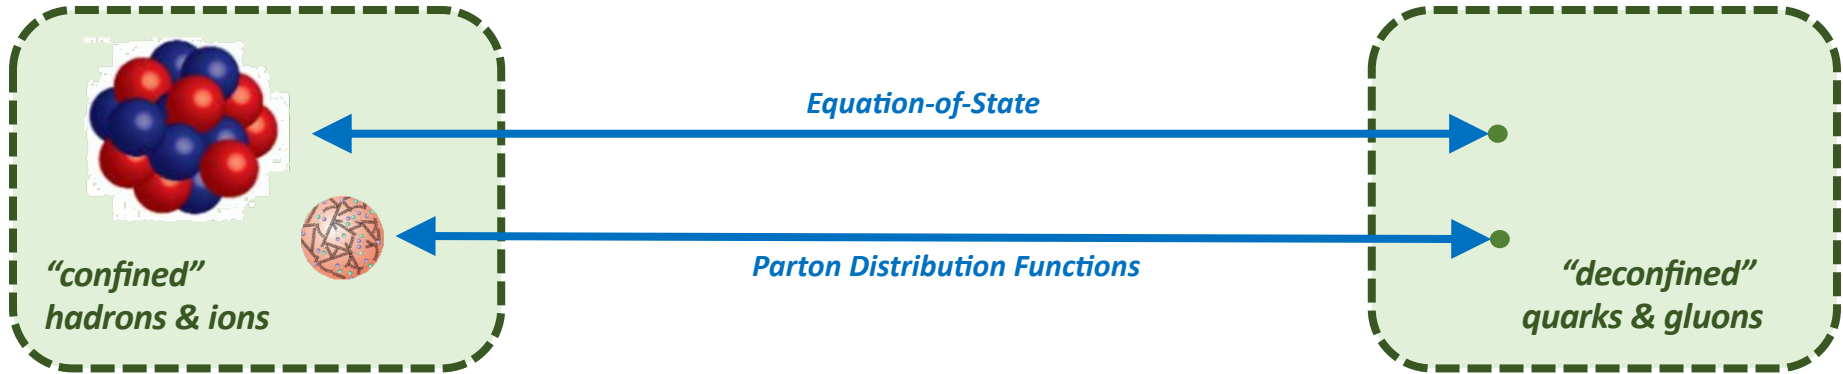 Equation-of-State
Parton Distribution Functions
“confined”
hadrons & ions
“deconfined”
quarks & gluons